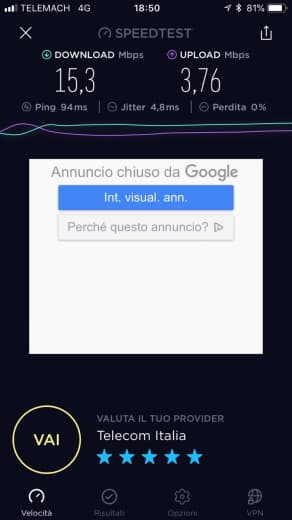 TELEMACH 4G 18:50 81%
SPEEDTEST
DOWNLOAD Mbps UPLOAD Mbps
15,3 3,76
Ping 94ms Jitter 4,8ms Perdita 0%
Annuncio chiuso da Google
Int. visual. ann.
Perché questo annuncio?
VALUTA IL TUO PROVIDER
VAI
Telecom Italia
Velocità Risultati Opzioni VPN